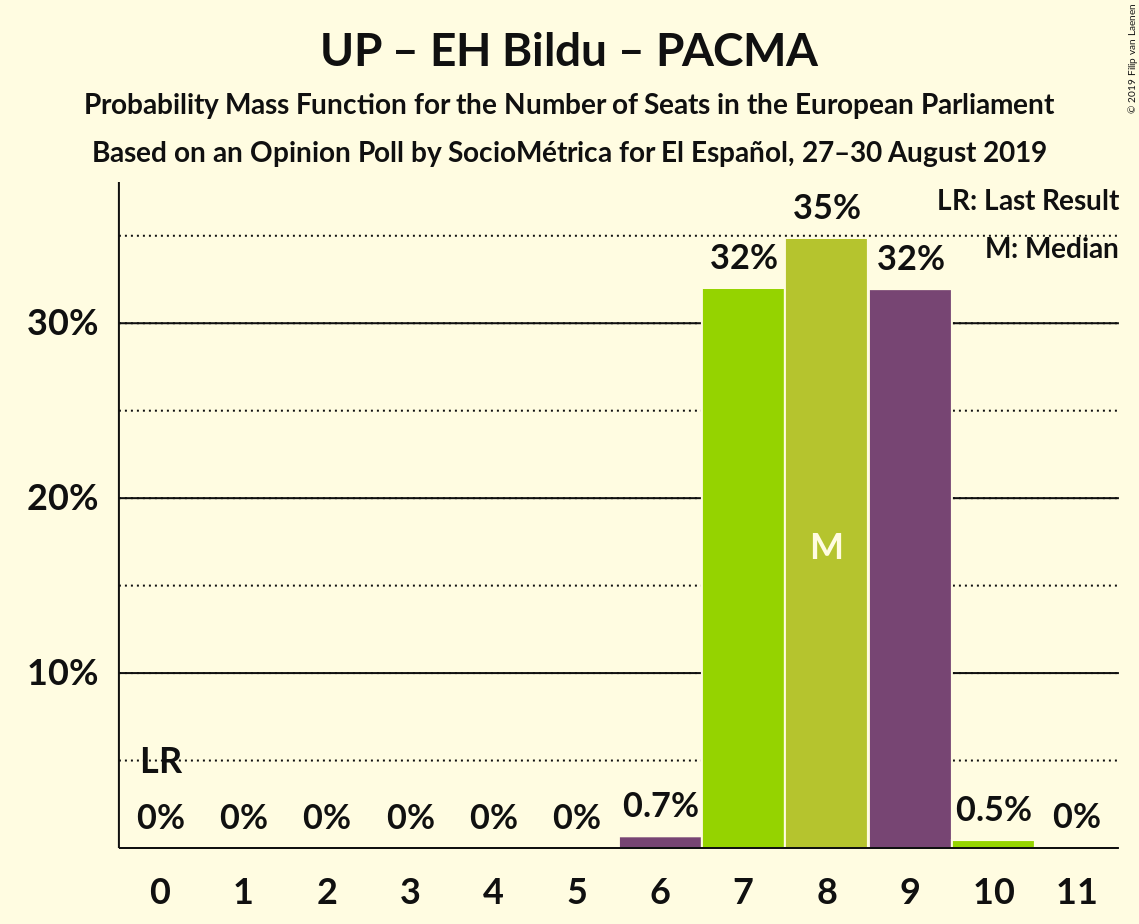 UP – EH Bildu – PACMA
Probability Mass Function for the Number of Seats in the European Parliament
Based on an Opinion Poll by SocioMétrica for El Español, 27–30 August 2019
© 2019 Filip van Laenen
LR: Last Result
M: Median
35%
32%
32%
30%
20%
M
10%
LR
0%
0%
0%
0%
0%
0%
0.7%
0.5%
0%
0 1 2 3 4 5 6 7 8 9 10 11